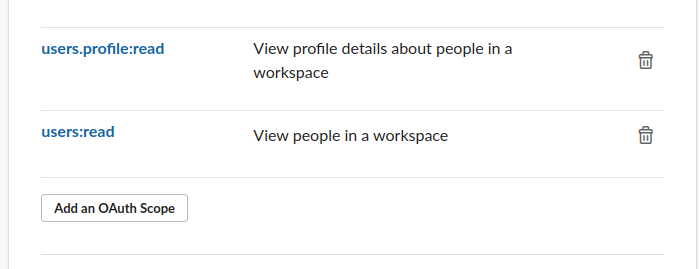 users.profile:read
View profile details about people in a
workspace
users:read
View people in a workspace
Add an OAuth Scope